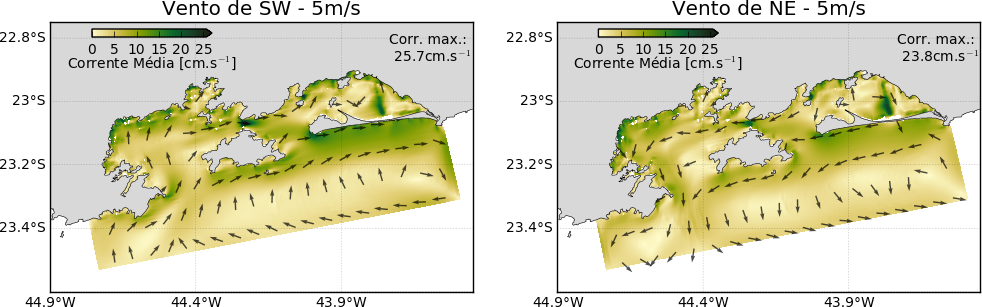 Vento de SW - 5m/s
22.8°S
23°S
23.2°S
23.4°S
0 5 10 15 20 25
Corrente Média [cm.s⁻¹]
Corr. max.:
25.7cm.s⁻¹
44.9°W 44.4°W 43.9°W
Vento de NE - 5m/s
22.8°S
23°S
23.2°S
23.4°S
0 5 10 15 20 25
Corrente Média [cm.s⁻¹]
Corr. max.:
23.8cm.s⁻¹
44.9°W 44.4°W 43.9°W